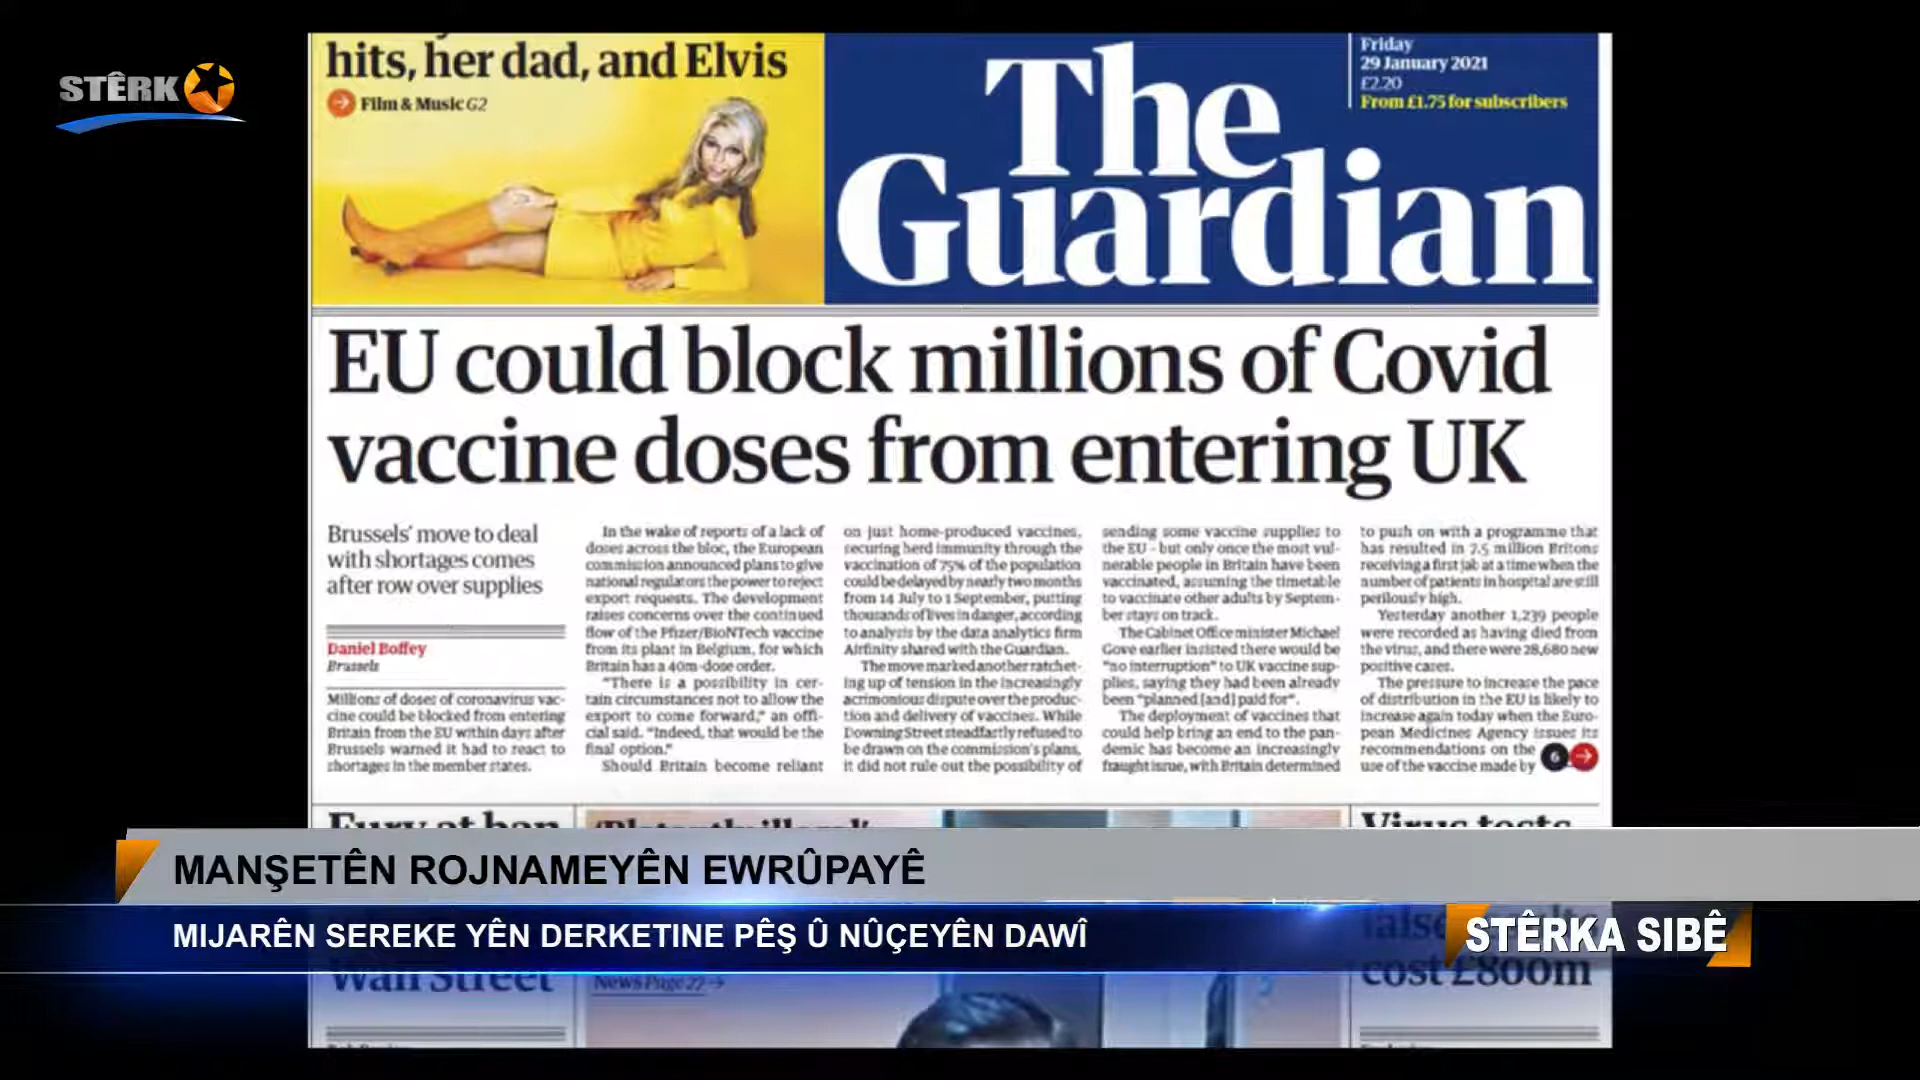 STÊRK
hits, her dad, and Elvis
Film & Music G2
The
Guardian
Friday
29 January 2021
£2.20
From £1.75 for subscribers
EU could block millions of Covid
vaccine doses from entering UK
Brussels' move to deal
with shortages comes
after row over supplies
Daniel Boffey
Brussels
Millions of doses of coronavirus vac-
cine could be blocked from entering
Britain from the EU within days after
Brussels warned it had to react to
shortages in the member states.
In the wake of reports of a lack of
doses across the bloc, the European
commission announced plans to give
national regulators the power to reject
export requests. The development
raises concerns over the continued
flow of the Pfizer/BioNTech vaccine
from its plant in Belgium, for which
Britain has a 40m-dose order.
"There is a possibility in cer-
tain circumstances not to allow the
export to come forward," an offi-
cial said. "Indeed, that would be the
final option."
Should Britain become reliant
on just home-produced vaccines,
securing herd immunity through the
vaccination of 75% of the population
could be delayed by nearly two months
from 14 July to 1 September, putting
thousands of lives in danger, according
to analysis by the data analytics firm
Airfinity shared with the Guardian.
The move marked another ratchet-
ing up of tension in the increasingly
acrimonious dispute over the produc-
tion and delivery of vaccines. While
Downing Street steadfastly refused to
be drawn on the commission's plans,
it did not rule out the possibility of
sending some vaccine supplies to
the EU - but only once the most vul-
nerable people in Britain have been
vaccinated, assuming the timetable
to vaccinate other adults by Septem-
ber stays on track.
The Cabinet Office minister Michael
Gove earlier insisted there would be
"no interruption" to UK vaccine sup-
plies, saying they had been already
been "planned [and] paid for".
The deployment of vaccines that
could help bring an end to the pan-
demic has become an increasingly
fraught issue, with Britain determined
to push on with a programme that
has resulted in 7.5 million Britons
receiving a first jab at a time when the
number of patients in hospital are still
perilously high.
Yesterday another 1,239 people
were recorded as having died from
the virus, and there were 28,680 new
positive cases.
The pressure to increase the pace
of distribution in the EU is likely to
increase again today when the Euro-
pean Medicines Agency issues its
recommendations on the
use of the vaccine made by
6
Fury at ban
Virus tests
MANŞETÊN ROJNAMEYÊN EWRÛPAYÊ
MIJARÊN SEREKE YÊN DERKETINE PÊŞ Û NÛÇEYÊN DAWÎ
STÊRKA SIBÊ
Wall Street
News Page 27
cost £800m